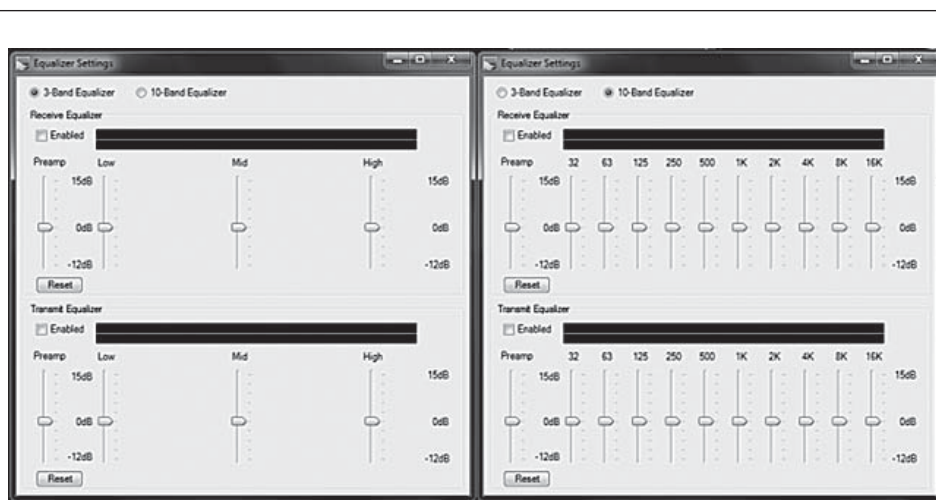 Equalizer Settings
3-Band Equalizer 10-Band Equalizer
Receive Equalizer
Enabled
Preamp Low Mid High
15dB 15dB
0dB 0dB
-12dB -12dB
Reset
Transmit Equalizer
Enabled
Preamp Low Mid High
15dB 15dB
0dB 0dB
-12dB -12dB
Reset
Equalizer Settings
3-Band Equalizer 10-Band Equalizer
Receive Equalizer
Enabled
Preamp 32 63 125 250 500 1K 2K 4K 8K 16K
15dB 15dB
0dB 0dB
-12dB -12dB
Reset
Transmit Equalizer
Enabled
Preamp 32 63 125 250 500 1K 2K 4K 8K 16K
15dB 15dB
0dB 0dB
-12dB -12dB
Reset